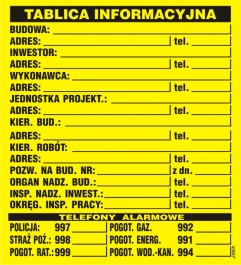 TABLICA INFORMACYJNA
BUDOWA:
ADRES: tel.
INWESTOR:
ADRES: tel.
WYKONAWCA:
ADRES: tel.
JEDNOSTKA PROJEKT.:
ADRES: tel.
KIER. BUD.:
ADRES: tel.
KIER. ROBÓT:
ADRES: tel.
POZW. NA BUD. NR: z dn.
ORGAN NADZ. BUD.: tel.
INSP. NADZ. INWEST.: tel.
OKRĘG. INSP. PRACY: tel.
TELEFONY ALARMOWE
POLICJA: 997 POGOT. GAZ. 992
STRAŻ POŻ.: 998 POGOT. ENERG. 991
POGOT. RAT.: 999 POGOT. WOD.-KAN. 994